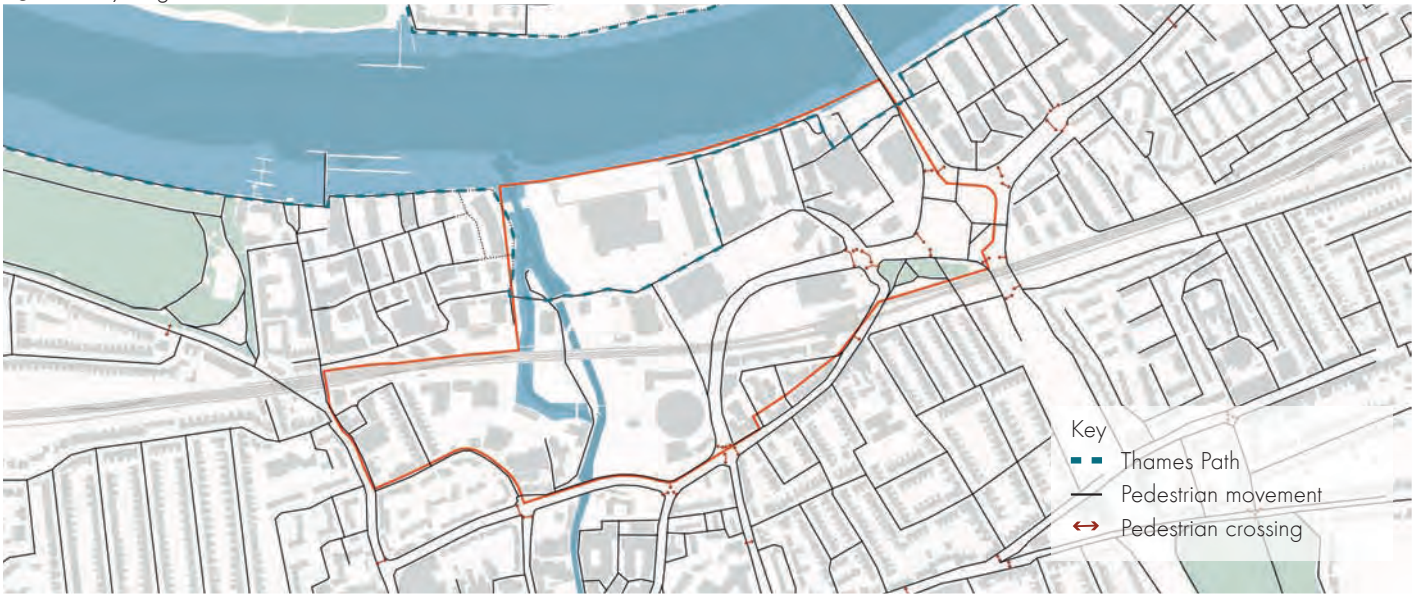 Key
Thames Path
Pedestrian movement
Pedestrian crossing